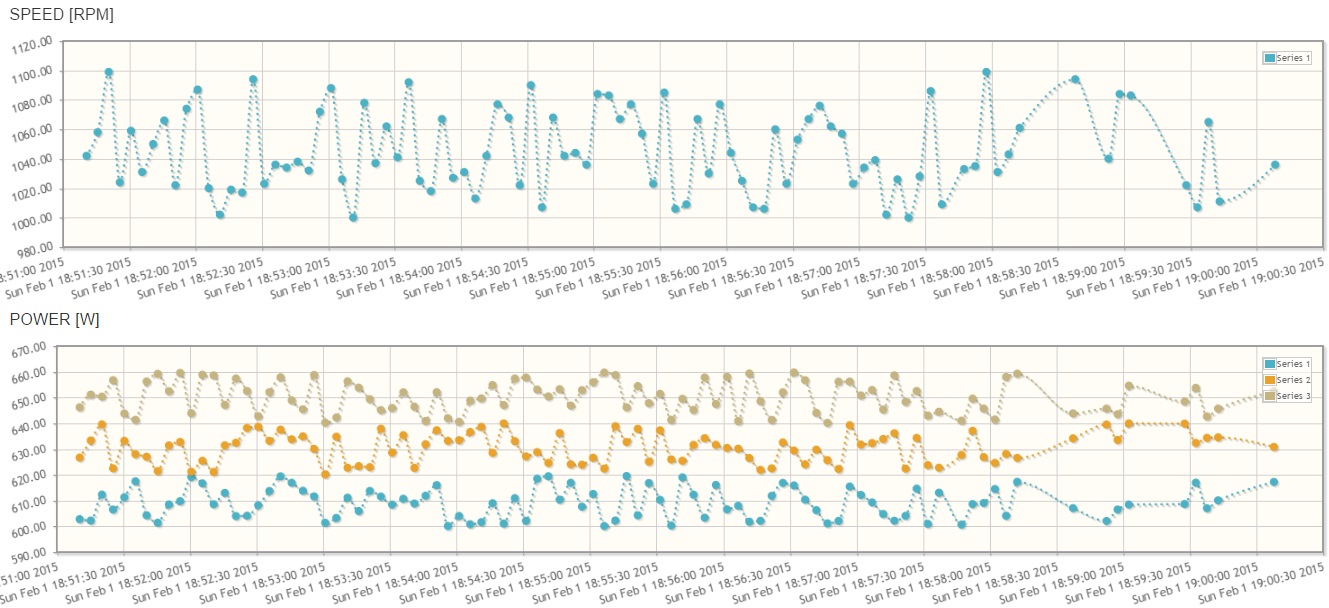 SPEED [RPM]
1120.00
1100.00
1080.00
1060.00
1040.00
1020.00
1000.00
980.00
Series 1
:51:00 2015
Sun Feb 1 18:51:30 2015
Sun Feb 1 18:52:00 2015
Sun Feb 1 18:52:30 2015
Sun Feb 1 18:53:00 2015
Sun Feb 1 18:53:30 2015
Sun Feb 1 18:54:00 2015
Sun Feb 1 18:54:30 2015
Sun Feb 1 18:55:00 2015
Sun Feb 1 18:55:30 2015
Sun Feb 1 18:56:00 2015
Sun Feb 1 18:56:30 2015
Sun Feb 1 18:57:00 2015
Sun Feb 1 18:57:30 2015
Sun Feb 1 18:58:00 2015
Sun Feb 1 18:58:30 2015
Sun Feb 1 18:59:00 2015
Sun Feb 1 18:59:30 2015
Sun Feb 1 19:00:00 2015
Sun Feb 1 19:00:30 2015
POWER [W]
670.00
660.00
650.00
640.00
630.00
620.00
610.00
600.00
590.00
Series 1
Series 2
Series 3
:51:00 2015
Sun Feb 1 18:51:30 2015
Sun Feb 1 18:52:00 2015
Sun Feb 1 18:52:30 2015
Sun Feb 1 18:53:00 2015
Sun Feb 1 18:53:30 2015
Sun Feb 1 18:54:00 2015
Sun Feb 1 18:54:30 2015
Sun Feb 1 18:55:00 2015
Sun Feb 1 18:55:30 2015
Sun Feb 1 18:56:00 2015
Sun Feb 1 18:56:30 2015
Sun Feb 1 18:57:00 2015
Sun Feb 1 18:57:30 2015
Sun Feb 1 18:58:00 2015
Sun Feb 1 18:58:30 2015
Sun Feb 1 18:59:00 2015
Sun Feb 1 18:59:30 2015
Sun Feb 1 19:00:00 2015
Sun Feb 1 19:00:30 2015